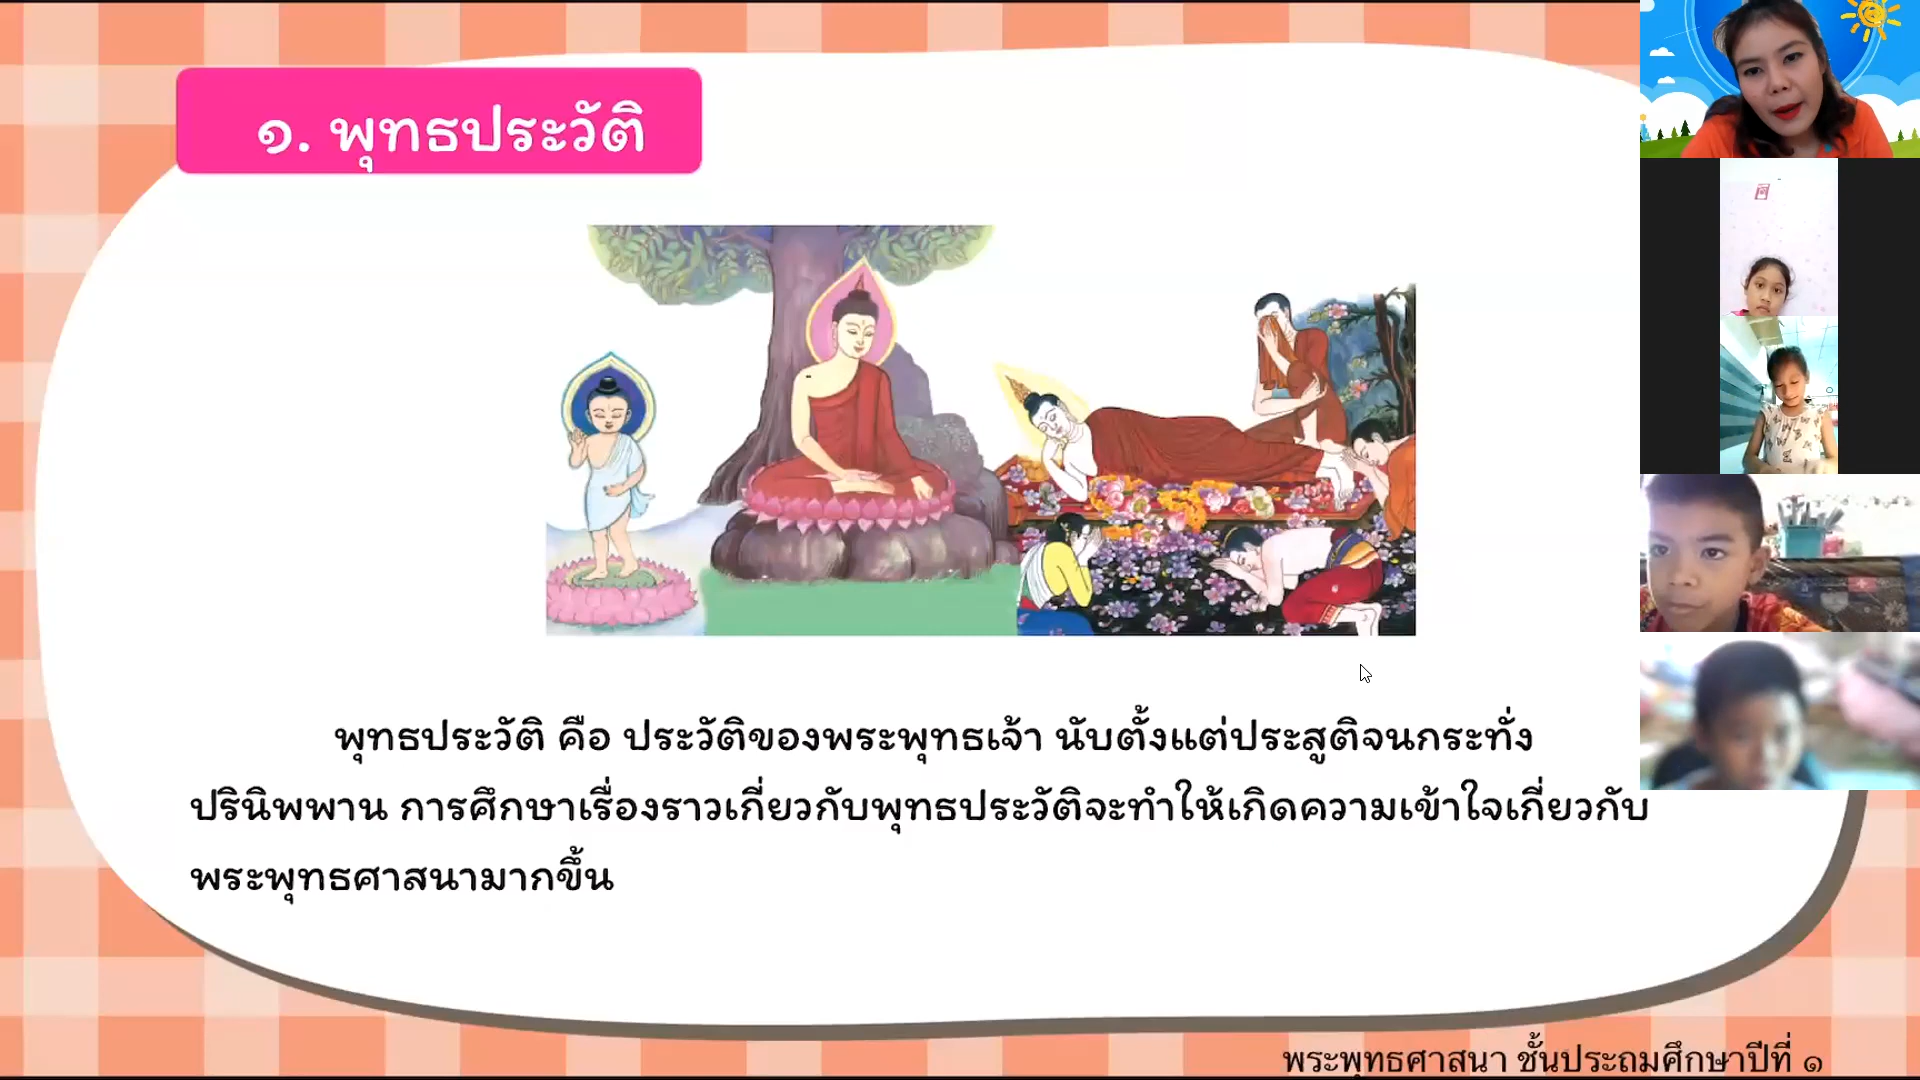 ๑. พุทธประวัติ
พุทธประวัติ คือ ประวัติของพระพุทธเจ้า นับตั้งแต่ประสูติจนกระทั่ง
ปรินิพพาน การศึกษาเรื่องราวเกี่ยวกับพุทธประวัติจะทำให้เกิดความเข้าใจเกี่ยวกับ
พระพุทธศาสนามากขึ้น
พระพุทธศาสนา ชั้นประถมศึกษาปีที่ ๑